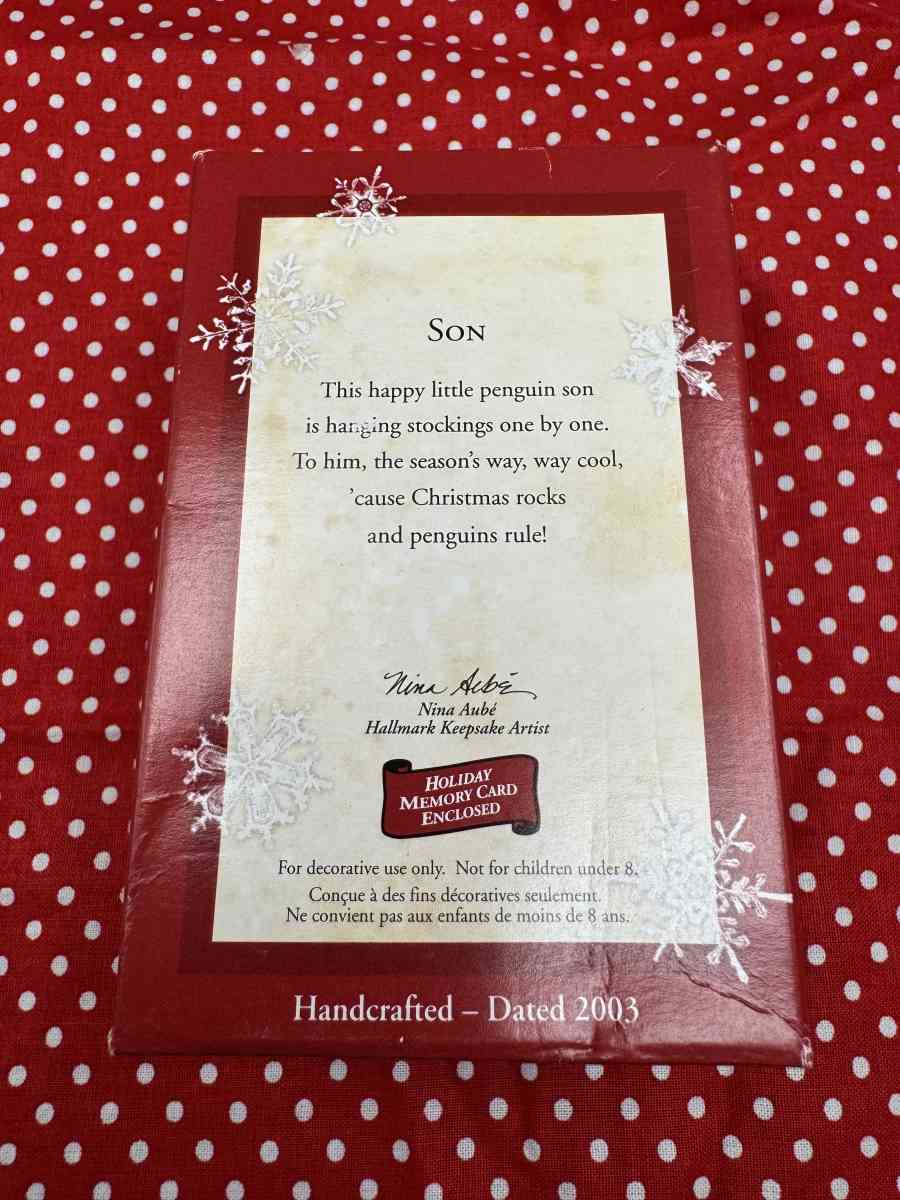 Son
This happy little penguin son
is hanging stockings one by one.
To him, the season's way, way cool,
'cause Christmas rocks
and penguins rule!
Nina Aubé
Nina Aubé
Hallmark Keepsake Artist
HOLIDAY
MEMORY CARD
ENCLOSED
For decorative use only. Not for children under 8.
Conçue à des fins décoratives seulement.
Ne convient pas aux enfants de moins de 8 ans.
Handcrafted – Dated 2003